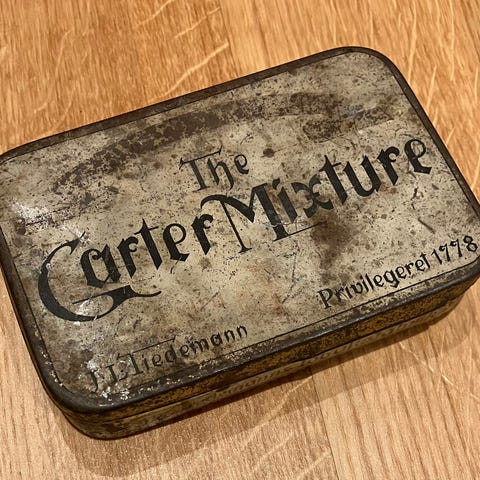 The
Carter Mixture
J.L. Tiedemann
Privilegeret 1778